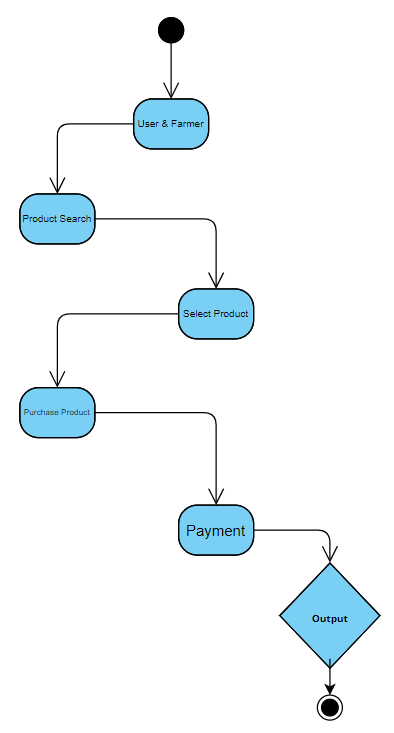 User & Farmer
Product Search
Select Product
Purchase Product
Payment
Output